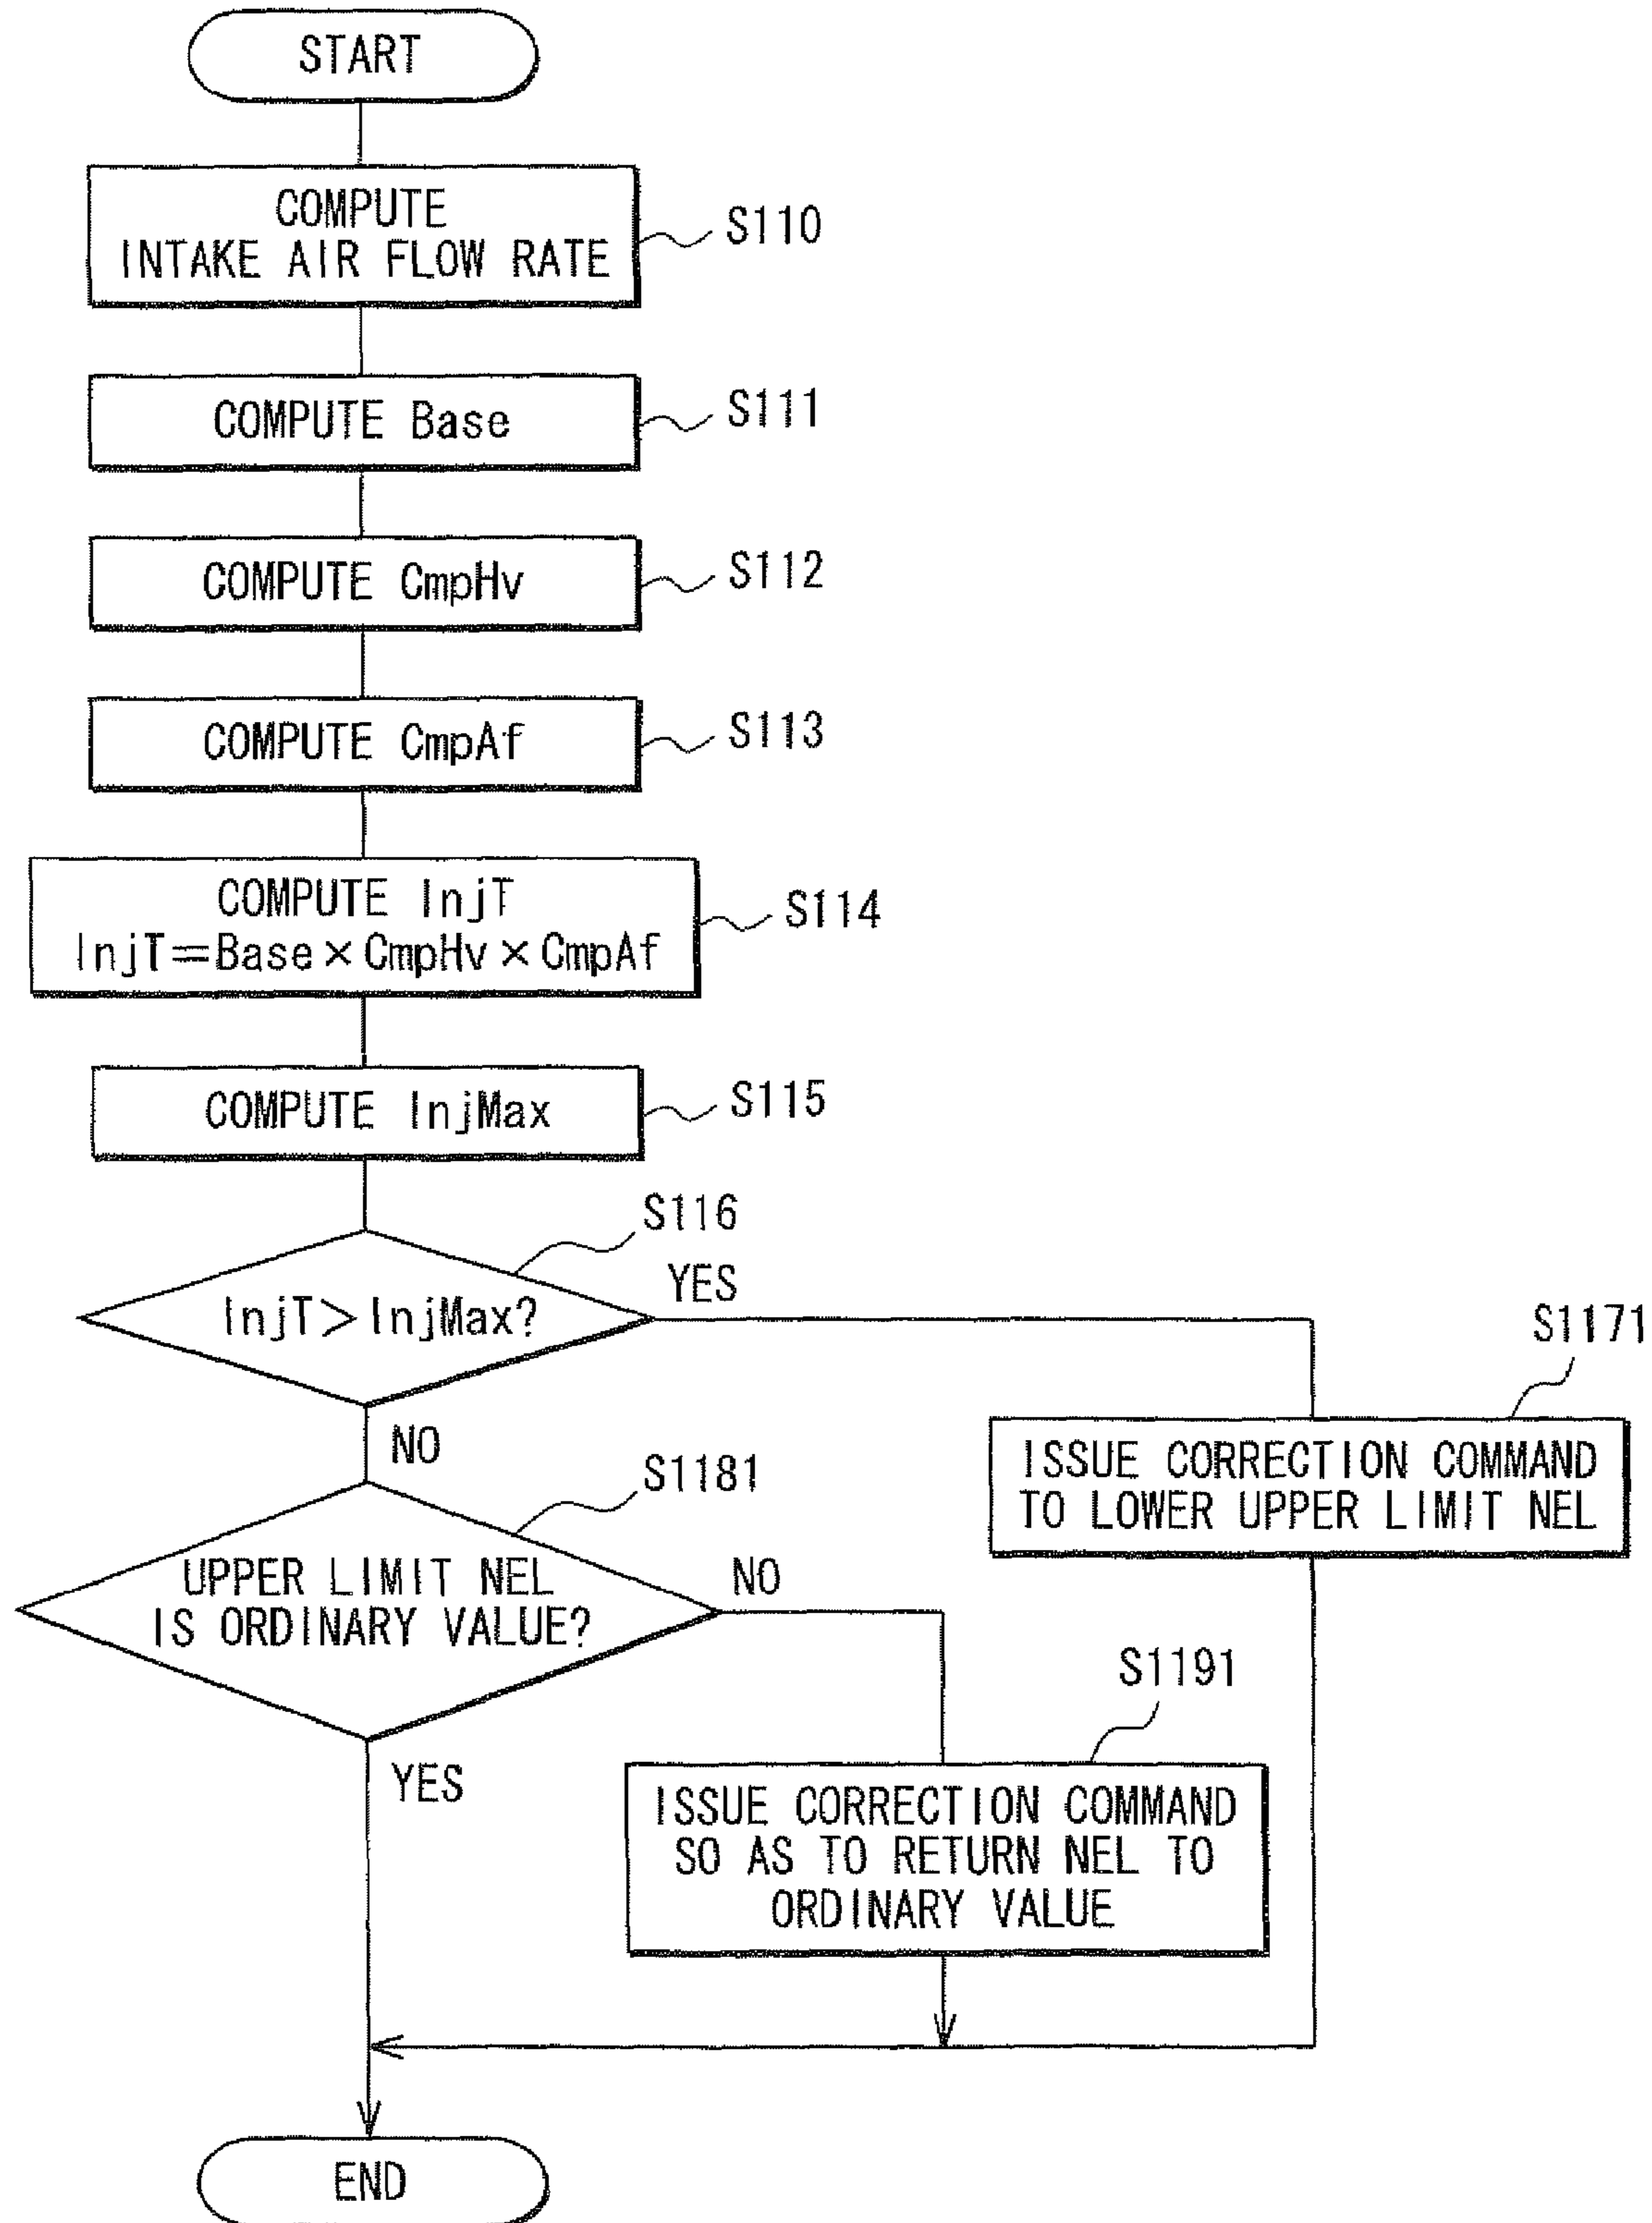 START
COMPUTE
INTAKE AIR FLOW RATE
S110
COMPUTE Base
S111
COMPUTE CmpHv
S112
COMPUTE CmpAf
S113
COMPUTE InjT
InjT=Base×CmpHv×CmpAf
S114
COMPUTE InjMax
S115
S116
InjT>InjMax?
YES
NO
S1171
ISSUE CORRECTION COMMAND
TO LOWER UPPER LIMIT NEL
S1181
UPPER LIMIT NEL
IS ORDINARY VALUE?
NO
YES
S1191
ISSUE CORRECTION COMMAND
SO AS TO RETURN NEL TO
ORDINARY VALUE
END